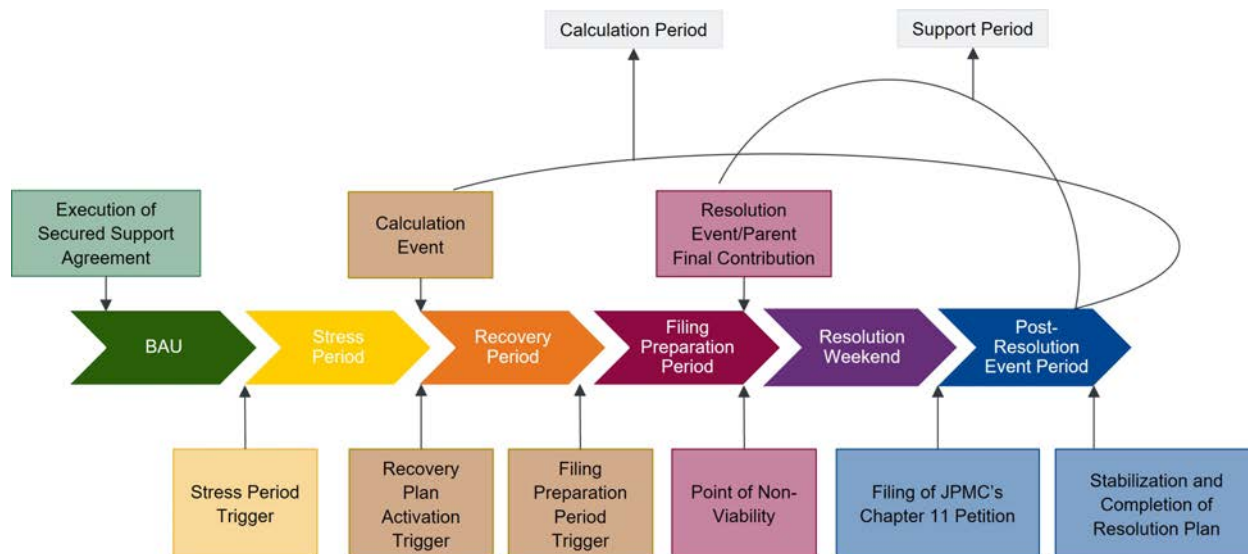 Calculation Period
Support Period
Execution of
Secured Support
Agreement
Calculation
Event
Resolution
Event/Parent
Final Contribution
BAU
Stress
Period
Recovery
Period
Filing
Preparation
Period
Resolution
Weekend
Post-
Resolution
Event Period
Stress Period
Trigger
Recovery
Plan
Activation
Trigger
Filing
Preparation
Period
Trigger
Point of Non-
Viability
Filing of JPMC's
Chapter 11 Petition
Stabilization and
Completion of
Resolution Plan